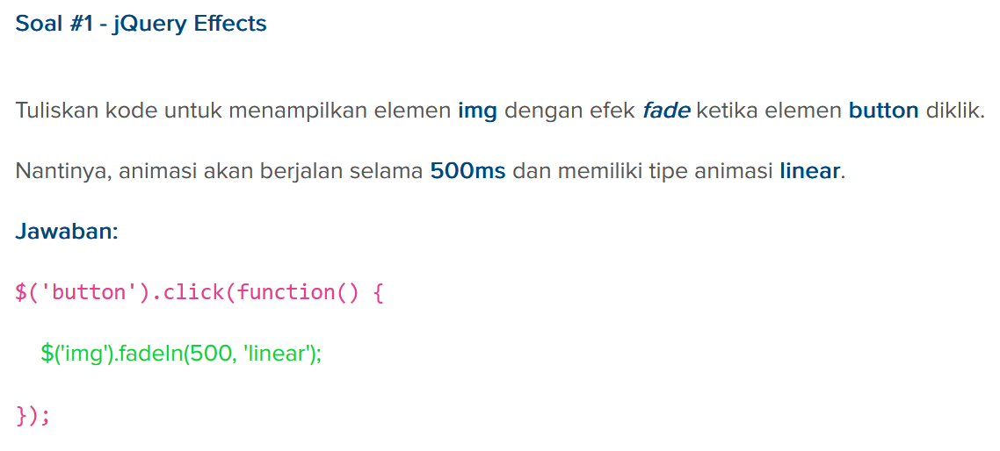 Soal #1 - jQuery Effects
Tuliskan kode untuk menampilkan elemen img dengan efek fade ketika elemen button diklik.
Nantinya, animasi akan berjalan selama 500ms dan memiliki tipe animasi linear.
Jawaban:
$('button').click(function() {
$('img').fadeIn(500, 'linear');
});